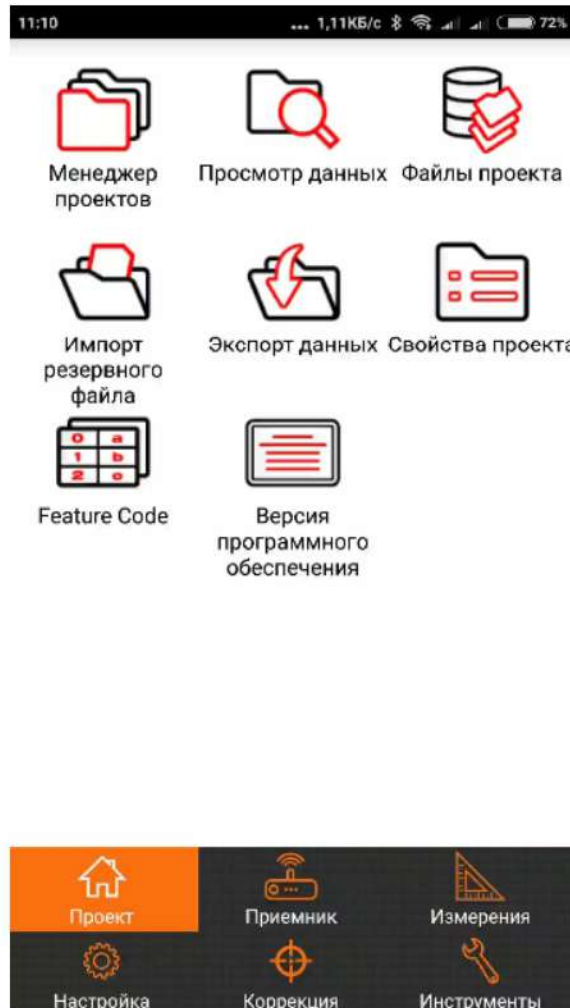 11:10 ... 1,11КБ/с 72%
Менеджер
проектов
Просмотр данных
Файлы проекта
Импорт
резервного
файла
Экспорт данных
Свойства проекта
0 a
1 b
2 c
Feature Code
Версия
программного
обеспечения
Проект
Приемник
Измерения
Настройка
Коррекция
Инструменты